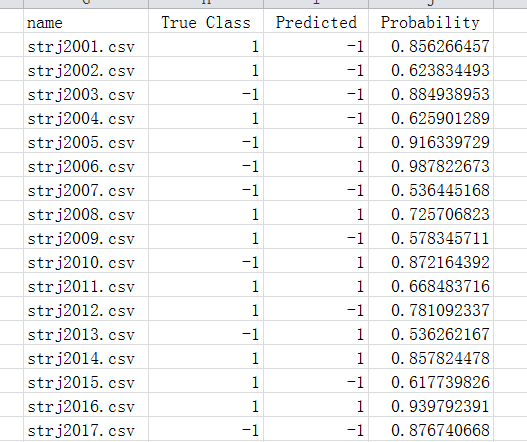 name True Class Predicted Probability
strj2001.csv 1 -1 0.856266457
strj2002.csv 1 -1 0.623834493
strj2003.csv -1 -1 0.884938953
strj2004.csv 1 -1 0.625901289
strj2005.csv -1 1 0.916339729
strj2006.csv -1 1 0.987822673
strj2007.csv -1 -1 0.536445168
strj2008.csv 1 1 0.725706823
strj2009.csv 1 -1 0.578345711
strj2010.csv -1 1 0.872164392
strj2011.csv 1 1 0.668483716
strj2012.csv 1 -1 0.781092337
strj2013.csv -1 1 0.536262167
strj2014.csv 1 1 0.857824478
strj2015.csv 1 -1 0.617739826
strj2016.csv 1 1 0.939792391
strj2017.csv -1 -1 0.876740668